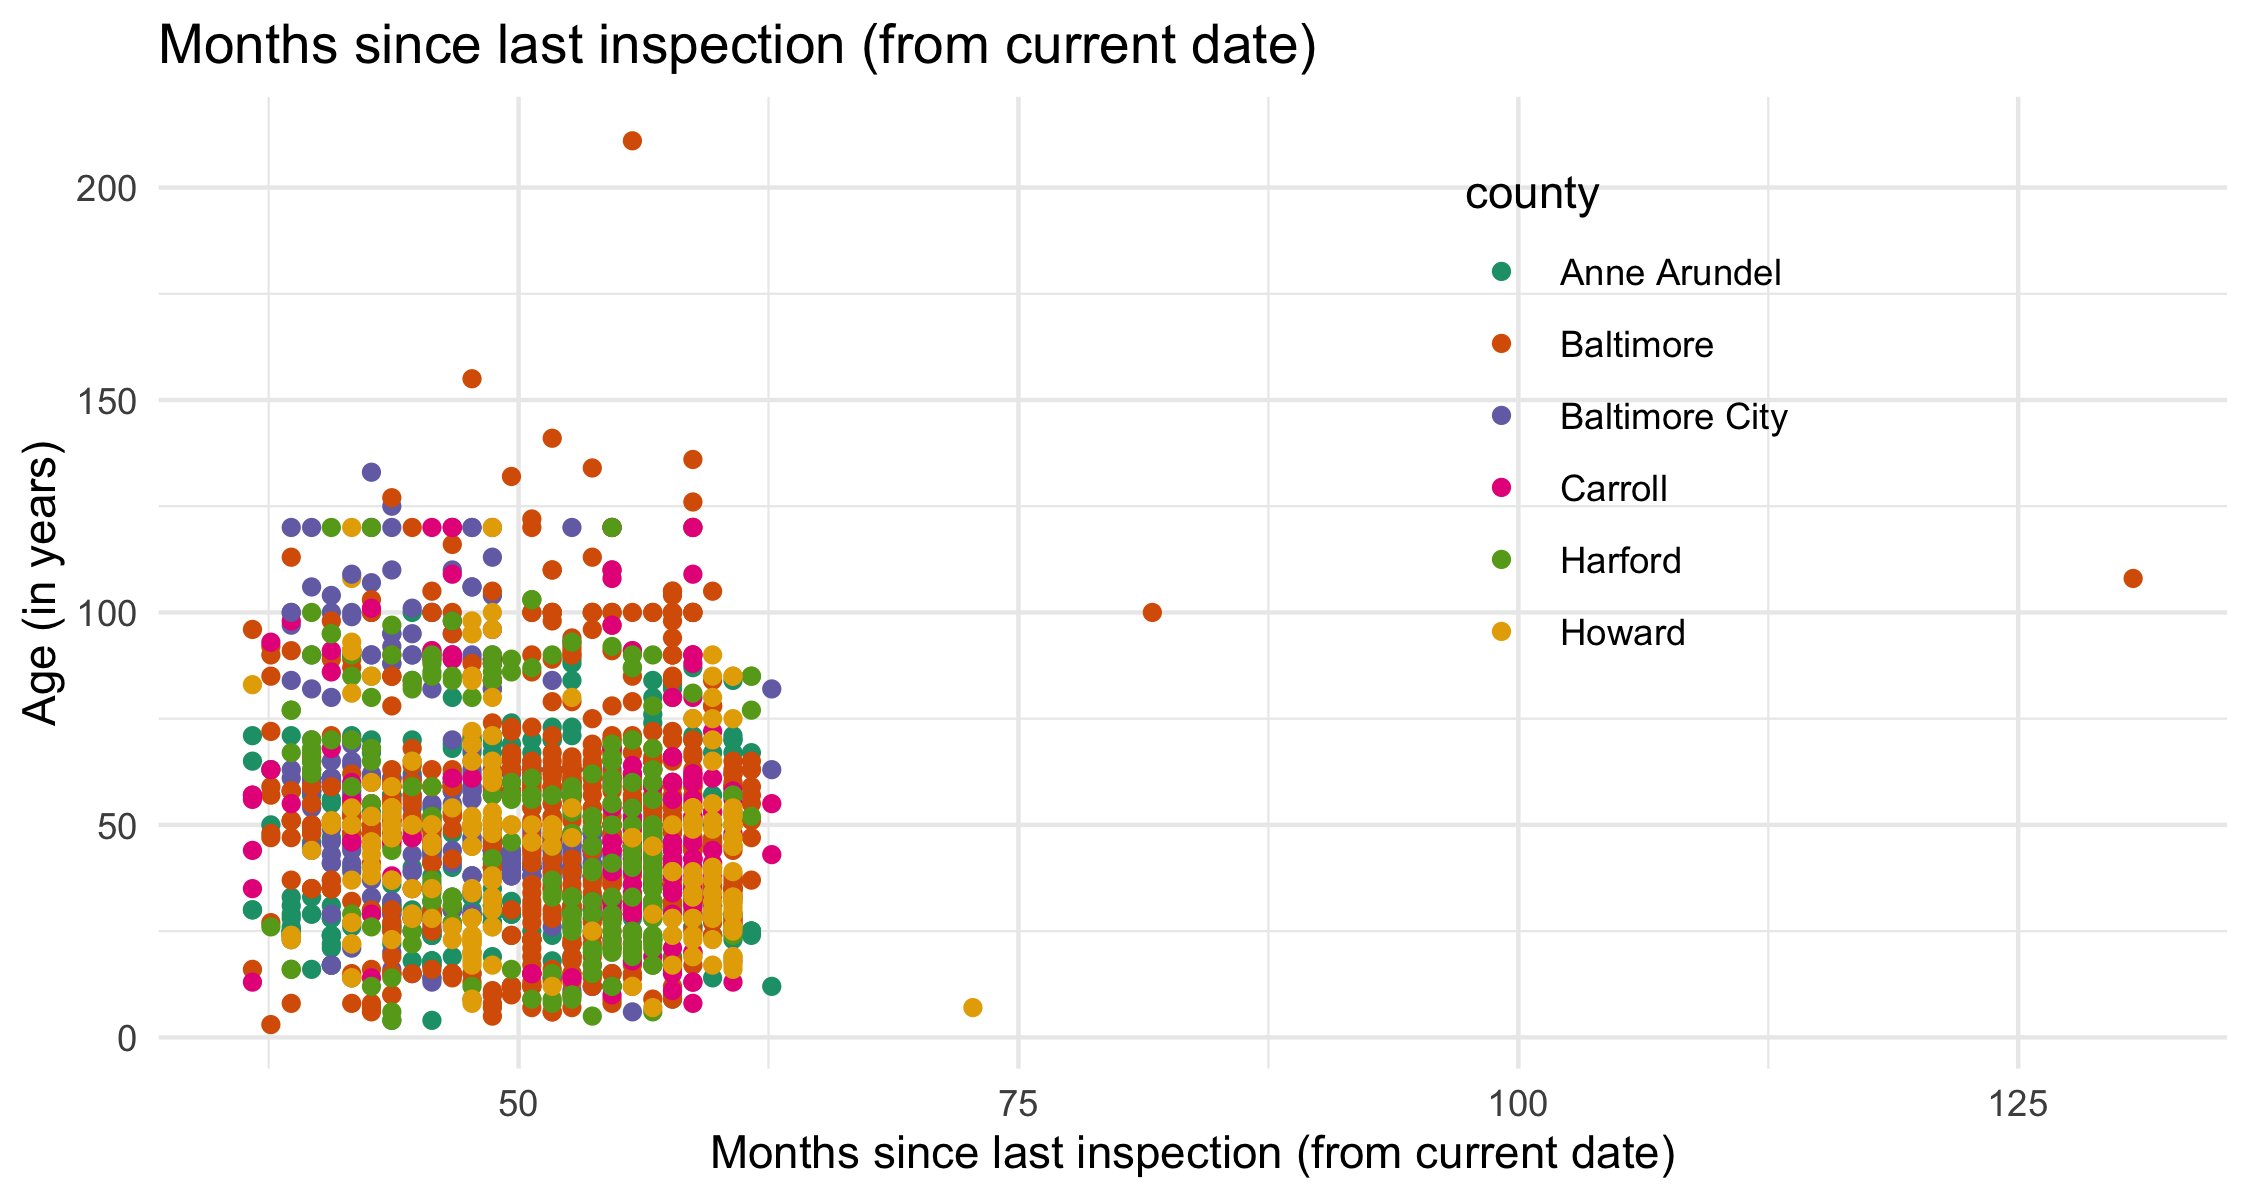 Months since last inspection (from current date)
200
150
100
50
0
Age (in years)
county
Anne Arundel
Baltimore
Baltimore City
Carroll
Harford
Howard
50 75 100 125
Months since last inspection (from current date)